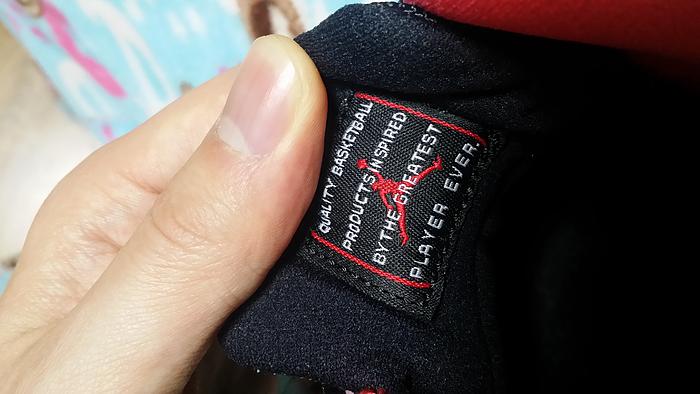 QUALITY BASKETBALL
PRODUCTS INSPIRED
BY THE GREATEST
PLAYER EVER.